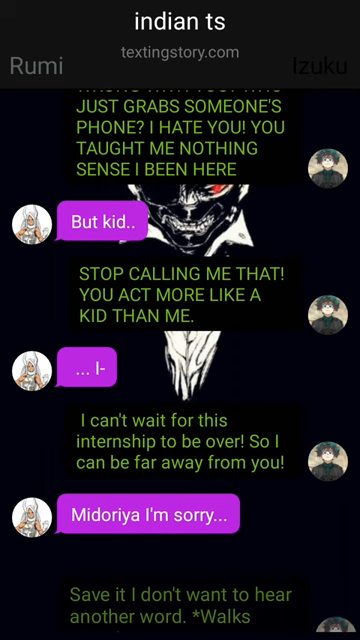 indian ts
textingstory.com
Rumi
Izuku
JUST GRABS SOMEONE'S
PHONE? I HATE YOU! YOU
TAUGHT ME NOTHING
SENSE I BEEN HERE
But kid..
STOP CALLING ME THAT!
YOU ACT MORE LIKE A
KID THAN ME.
... I-
I can't wait for this
internship to be over! So I
can be far away from you!
Midoriya I'm sorry...
Save it I don't want to hear
another word. *Walks